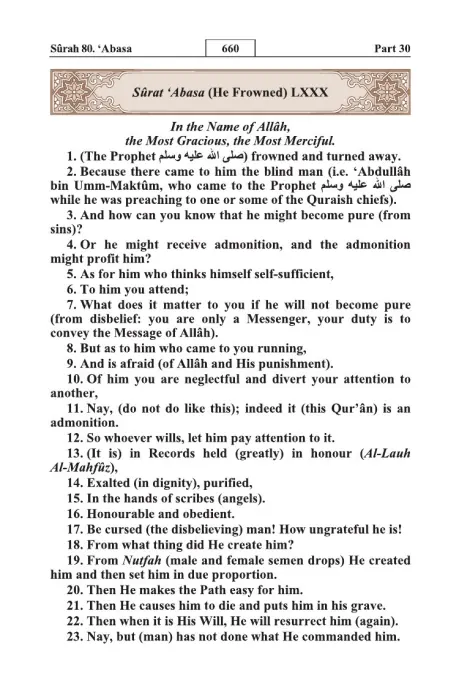 Sûrah 80. ‘Abasa 660 Part 30
Sûrat ‘Abasa (He Frowned) LXXX
In the Name of Allâh,
the Most Gracious, the Most Merciful.
1. (The Prophet صلى الله عليه وسلم) frowned and turned away.
2. Because there came to him the blind man (i.e. ‘Abdullâh
bin Umm-Maktûm, who came to the Prophet صلى الله عليه وسلم
while he was preaching to one or some of the Quraish chiefs).
3. And how can you know that he might become pure (from
sins)?
4. Or he might receive admonition, and the admonition
might profit him?
5. As for him who thinks himself self-sufficient,
6. To him you attend;
7. What does it matter to you if he will not become pure
(from disbelief: you are only a Messenger, your duty is to
convey the Message of Allâh).
8. But as to him who came to you running,
9. And is afraid (of Allâh and His punishment).
10. Of him you are neglectful and divert your attention to
another,
11. Nay, (do not do like this); indeed it (this Qur’ân) is an
admonition.
12. So whoever wills, let him pay attention to it.
13. (It is) in Records held (greatly) in honour (Al-Lauh
Al-Mahfûz),
14. Exalted (in dignity), purified,
15. In the hands of scribes (angels).
16. Honourable and obedient.
17. Be cursed (the disbelieving) man! How ungrateful he is!
18. From what thing did He create him?
19. From Nutfah (male and female semen drops) He created
him and then set him in due proportion.
20. Then He makes the Path easy for him.
21. Then He causes him to die and puts him in his grave.
22. Then when it is His Will, He will resurrect him (again).
23. Nay, but (man) has not done what He commanded him.